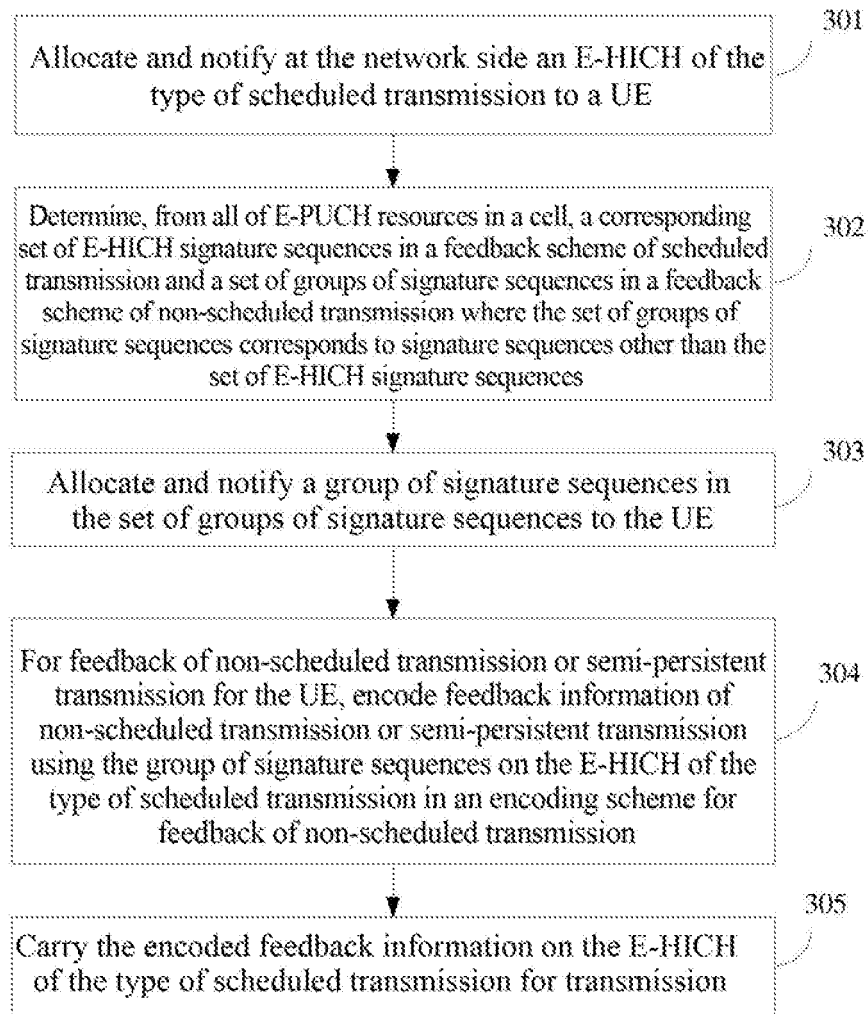 301
Allocate and notify at the network side an E-HICH of the
type of scheduled transmission to a UE
302
Determine, from all of E-PUCH resources in a cell, a corresponding
set of E-HICH signature sequences in a feedback scheme of scheduled
transmission and a set of groups of signature sequences in a feedback
scheme of non-scheduled transmission where the set of groups of
signature sequences corresponds to signature sequences other than the
set of E-HICH signature sequences
303
Allocate and notify a group of signature sequences in
the set of groups of signature sequences to the UE
304
For feedback of non-scheduled transmission or semi-persistent
transmission for the UE, encode feedback information of
non-scheduled transmission or semi-persistent transmission
using the group of signature sequences on the E-HICH of the
type of scheduled transmission in an encoding scheme for
feedback of non-scheduled transmission
305
Carry the encoded feedback information on the E-HICH
of the type of scheduled transmission for transmission